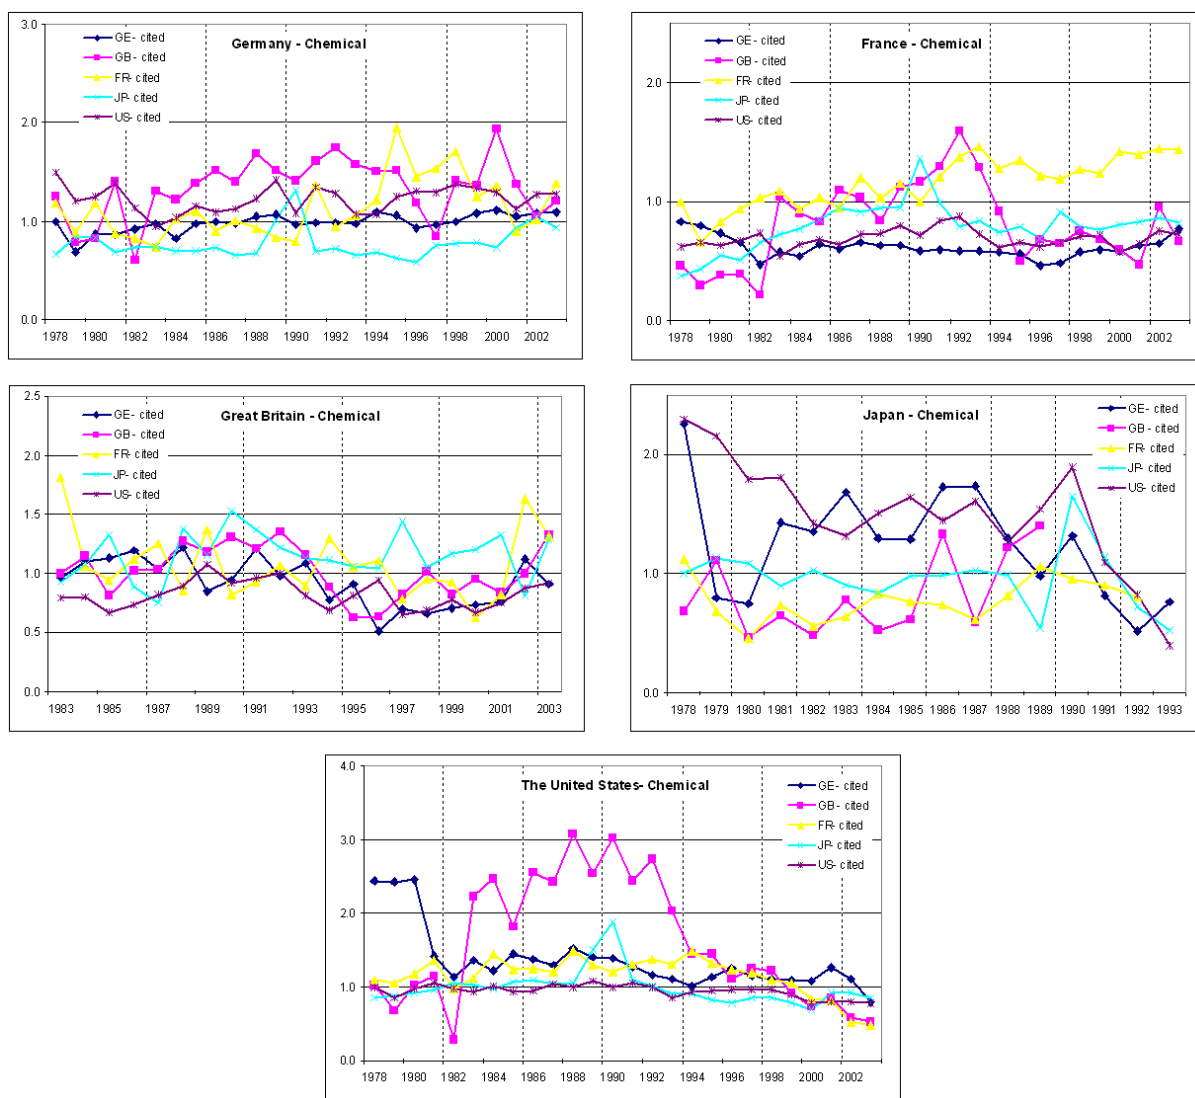 Germany - Chemical
GE- cited
GB- cited
FR- cited
JP- cited
US- cited
3.0
2.0
1.0
0.0
1978 1980 1982 1984 1986 1988 1990 1992 1994 1996 1998 2000 2002
France - Chemical
GE- cited
GB- cited
FR- cited
JP- cited
US- cited
2.0
1.0
0.0
1978 1980 1982 1984 1986 1988 1990 1992 1994 1996 1998 2000 2002
Great Britain - Chemical
GE- cited
GB- cited
FR- cited
JP- cited
US- cited
2.5
2.0
1.5
1.0
0.5
0.0
1983 1985 1987 1989 1991 1993 1995 1997 1999 2001 2003
Japan - Chemical
GE- cited
GB- cited
FR- cited
JP- cited
US- cited
2.0
1.0
0.0
1978 1979 1980 1981 1982 1983 1984 1985 1986 1987 1988 1989 1990 1991 1992 1993
The United States- Chemical
GE- cited
GB- cited
FR- cited
JP- cited
US- cited
4.0
3.0
2.0
1.0
0.0
1978 1980 1982 1984 1986 1988 1990 1992 1994 1996 1998 2000 2002